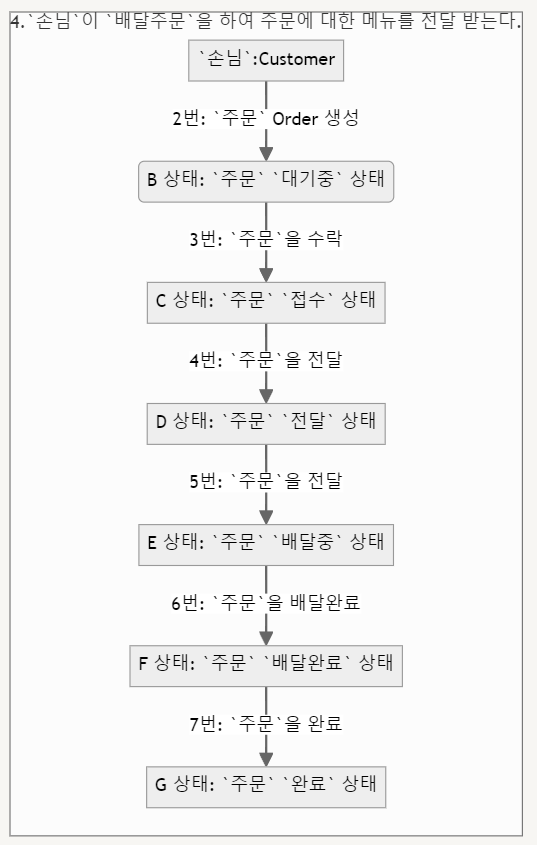 4.`손님`이 `배달주문`을 하여 주문에 대한 메뉴를 전달 받는다.
`손님`:Customer
2번: `주문` Order 생성
B 상태: `주문` `대기중` 상태
3번: `주문`을 수락
C 상태: `주문` `접수` 상태
4번: `주문`을 전달
D 상태: `주문` `전달` 상태
5번: `주문`을 전달
E 상태: `주문` `배달중` 상태
6번: `주문`을 배달완료
F 상태: `주문` `배달완료` 상태
7번: `주문`을 완료
G 상태: `주문` `완료` 상태